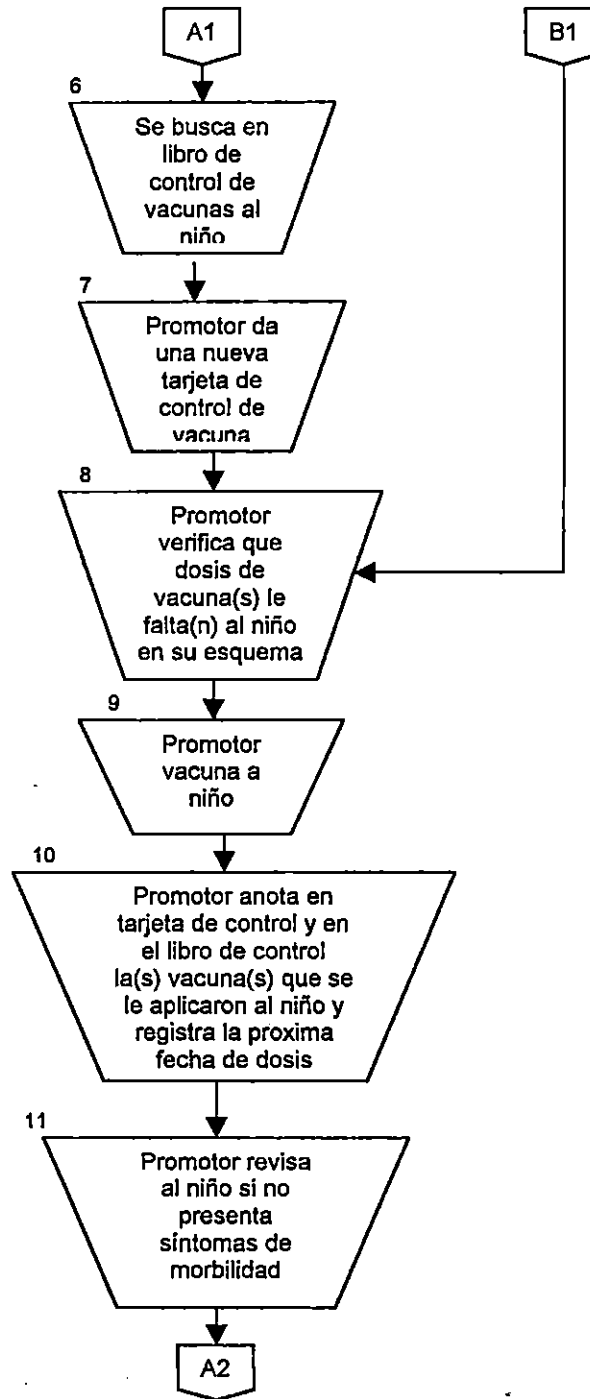 A1
B1
6
Se busca en
libro de
control de
vacunas al
niño
7
Promotor da
una nueva
tarjeta de
control de
vacuna
8
Promotor
verifica que
dosis de
vacuna(s) le
falta(n) al niño
en su esquema
9
Promotor
vacuna a
niño
10
Promotor anota en
tarjeta de control y en
el libro de control
la(s) vacuna(s) que se
le aplicaron al niño y
registra la proxima
fecha de dosis
11
Promotor revisa
al niño si no
presenta
síntomas de
morbilidad
A2